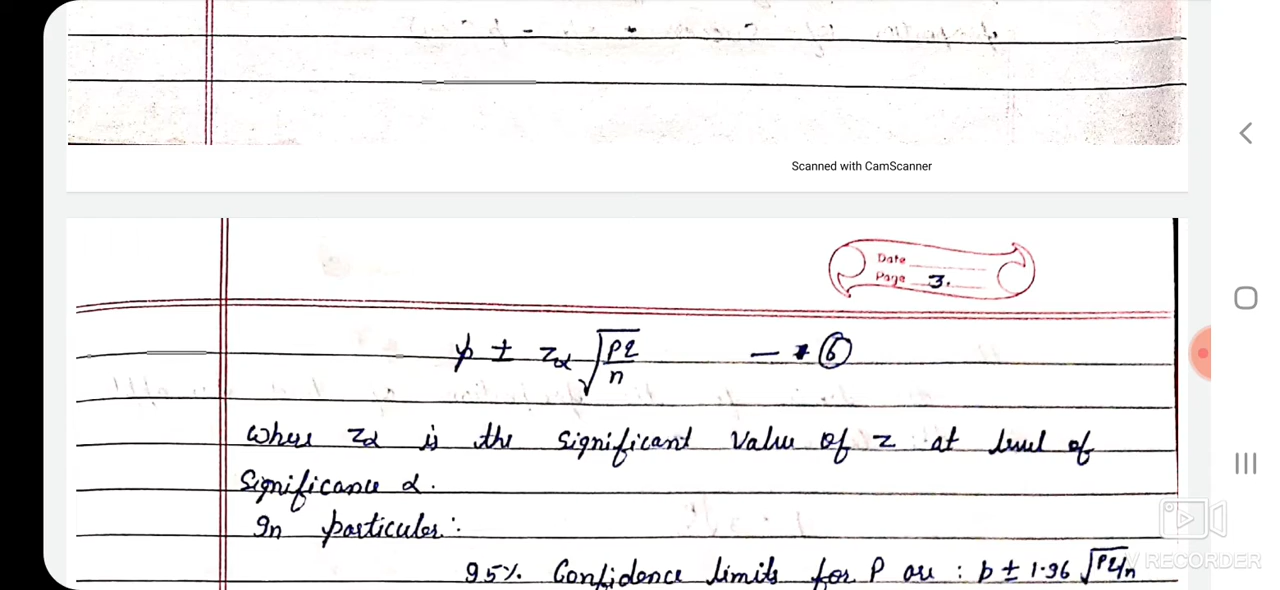 Scanned with CamScanner
Date
Page 3.
p ± zα √(pq/n) — ⑥
where zα is the significant value of z at level of
significance α.
In particuler:
95% Confidence limits for P are : p ± 1.96 √pq/n
V RECORDER